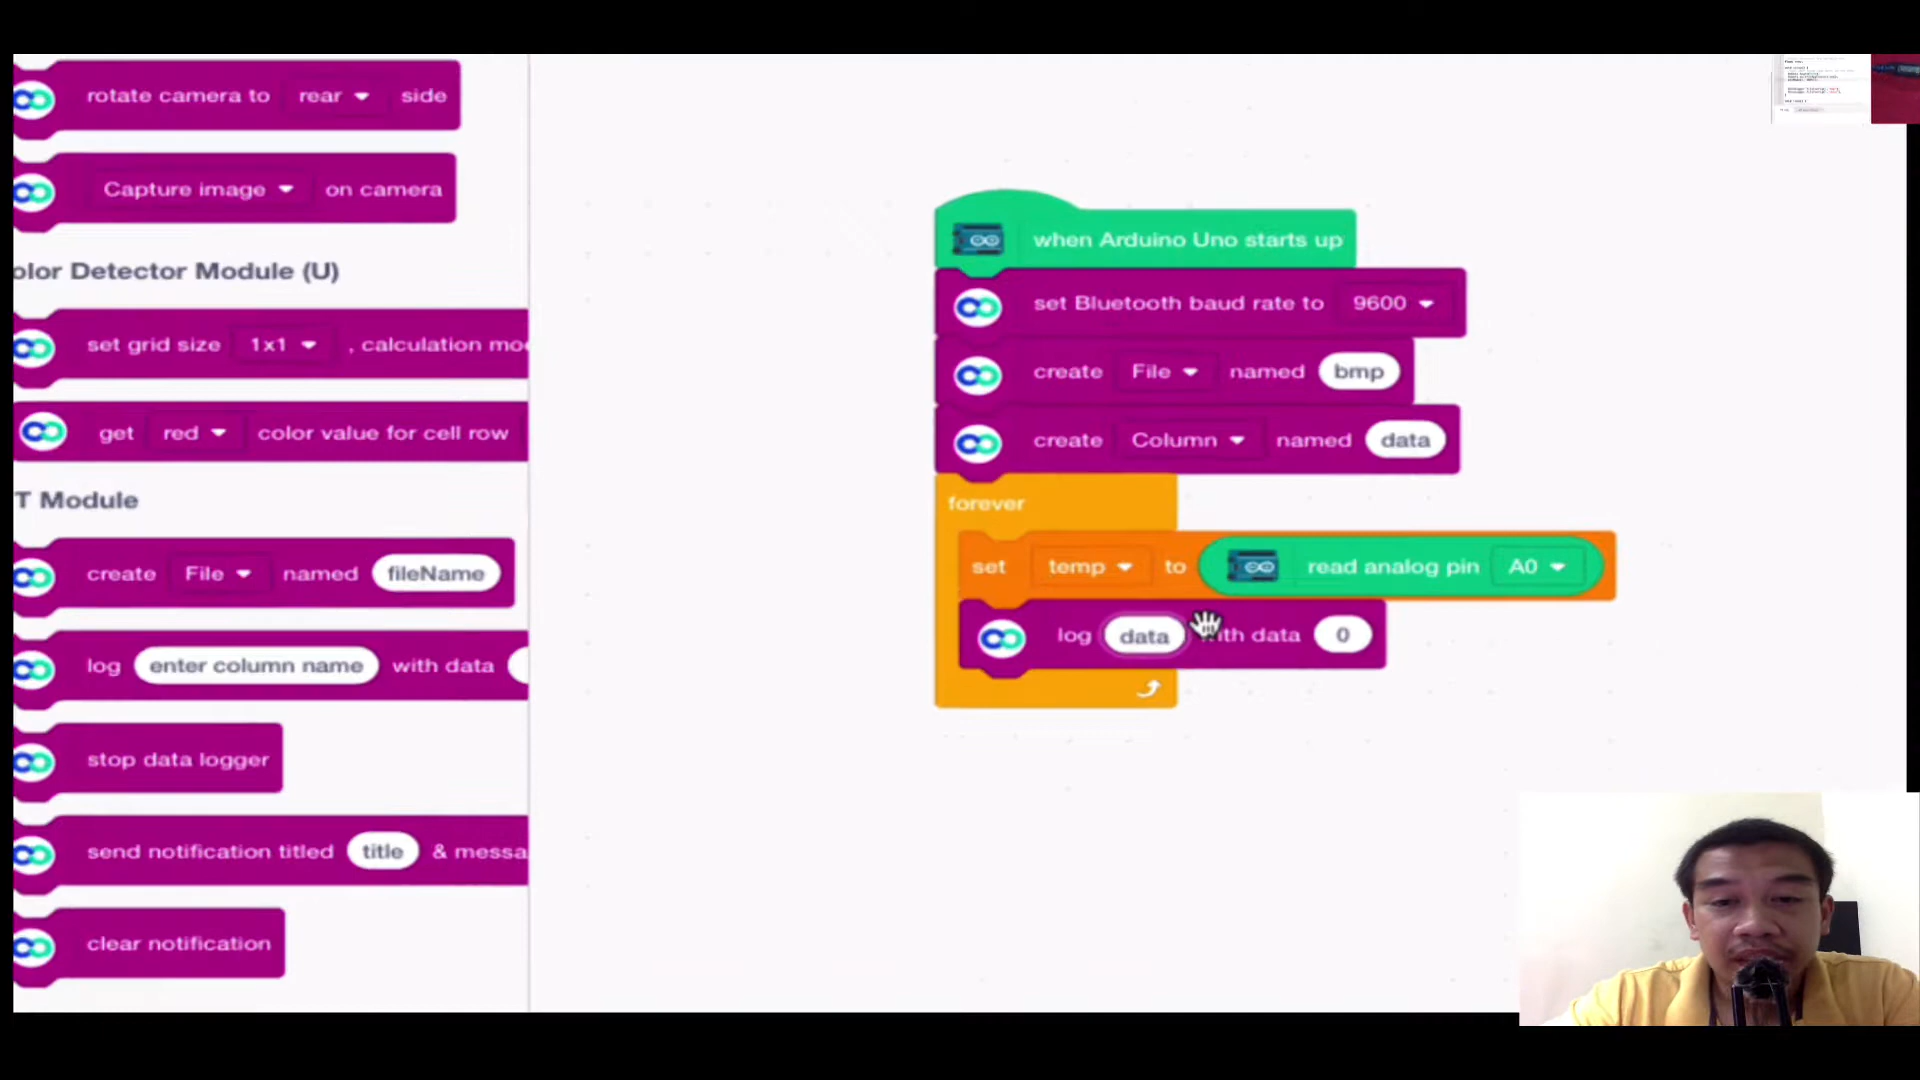 rotate camera to rear side
Capture image on camera
olor Detector Module (U)
set grid size 1x1 , calculation mo
get red color value for cell row
T Module
create File named fileName
log enter column name with data
stop data logger
send notification titled title & messa
clear notification
when Arduino Uno starts up
set Bluetooth baud rate to 9600
create File named bmp
create Column named data
forever
set temp to read analog pin A0
log data with data 0